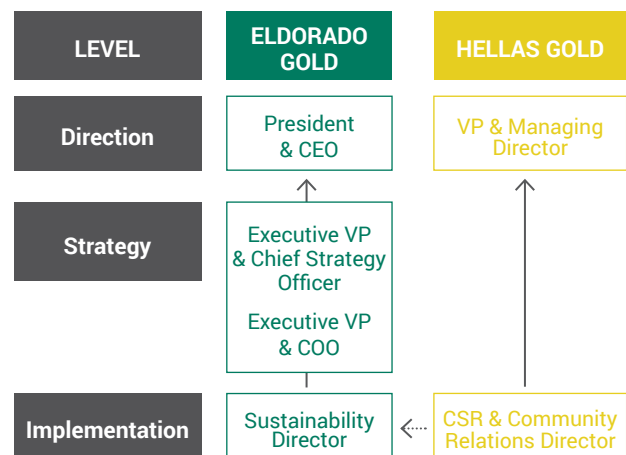 LEVEL
ELDORADO
GOLD
HELLAS GOLD
Direction
President
& CEO
VP & Managing
Director
Strategy
Executive VP
& Chief Strategy
Officer
Executive VP
& COO
Implementation
Sustainability
Director
CSR & Community
Relations Director